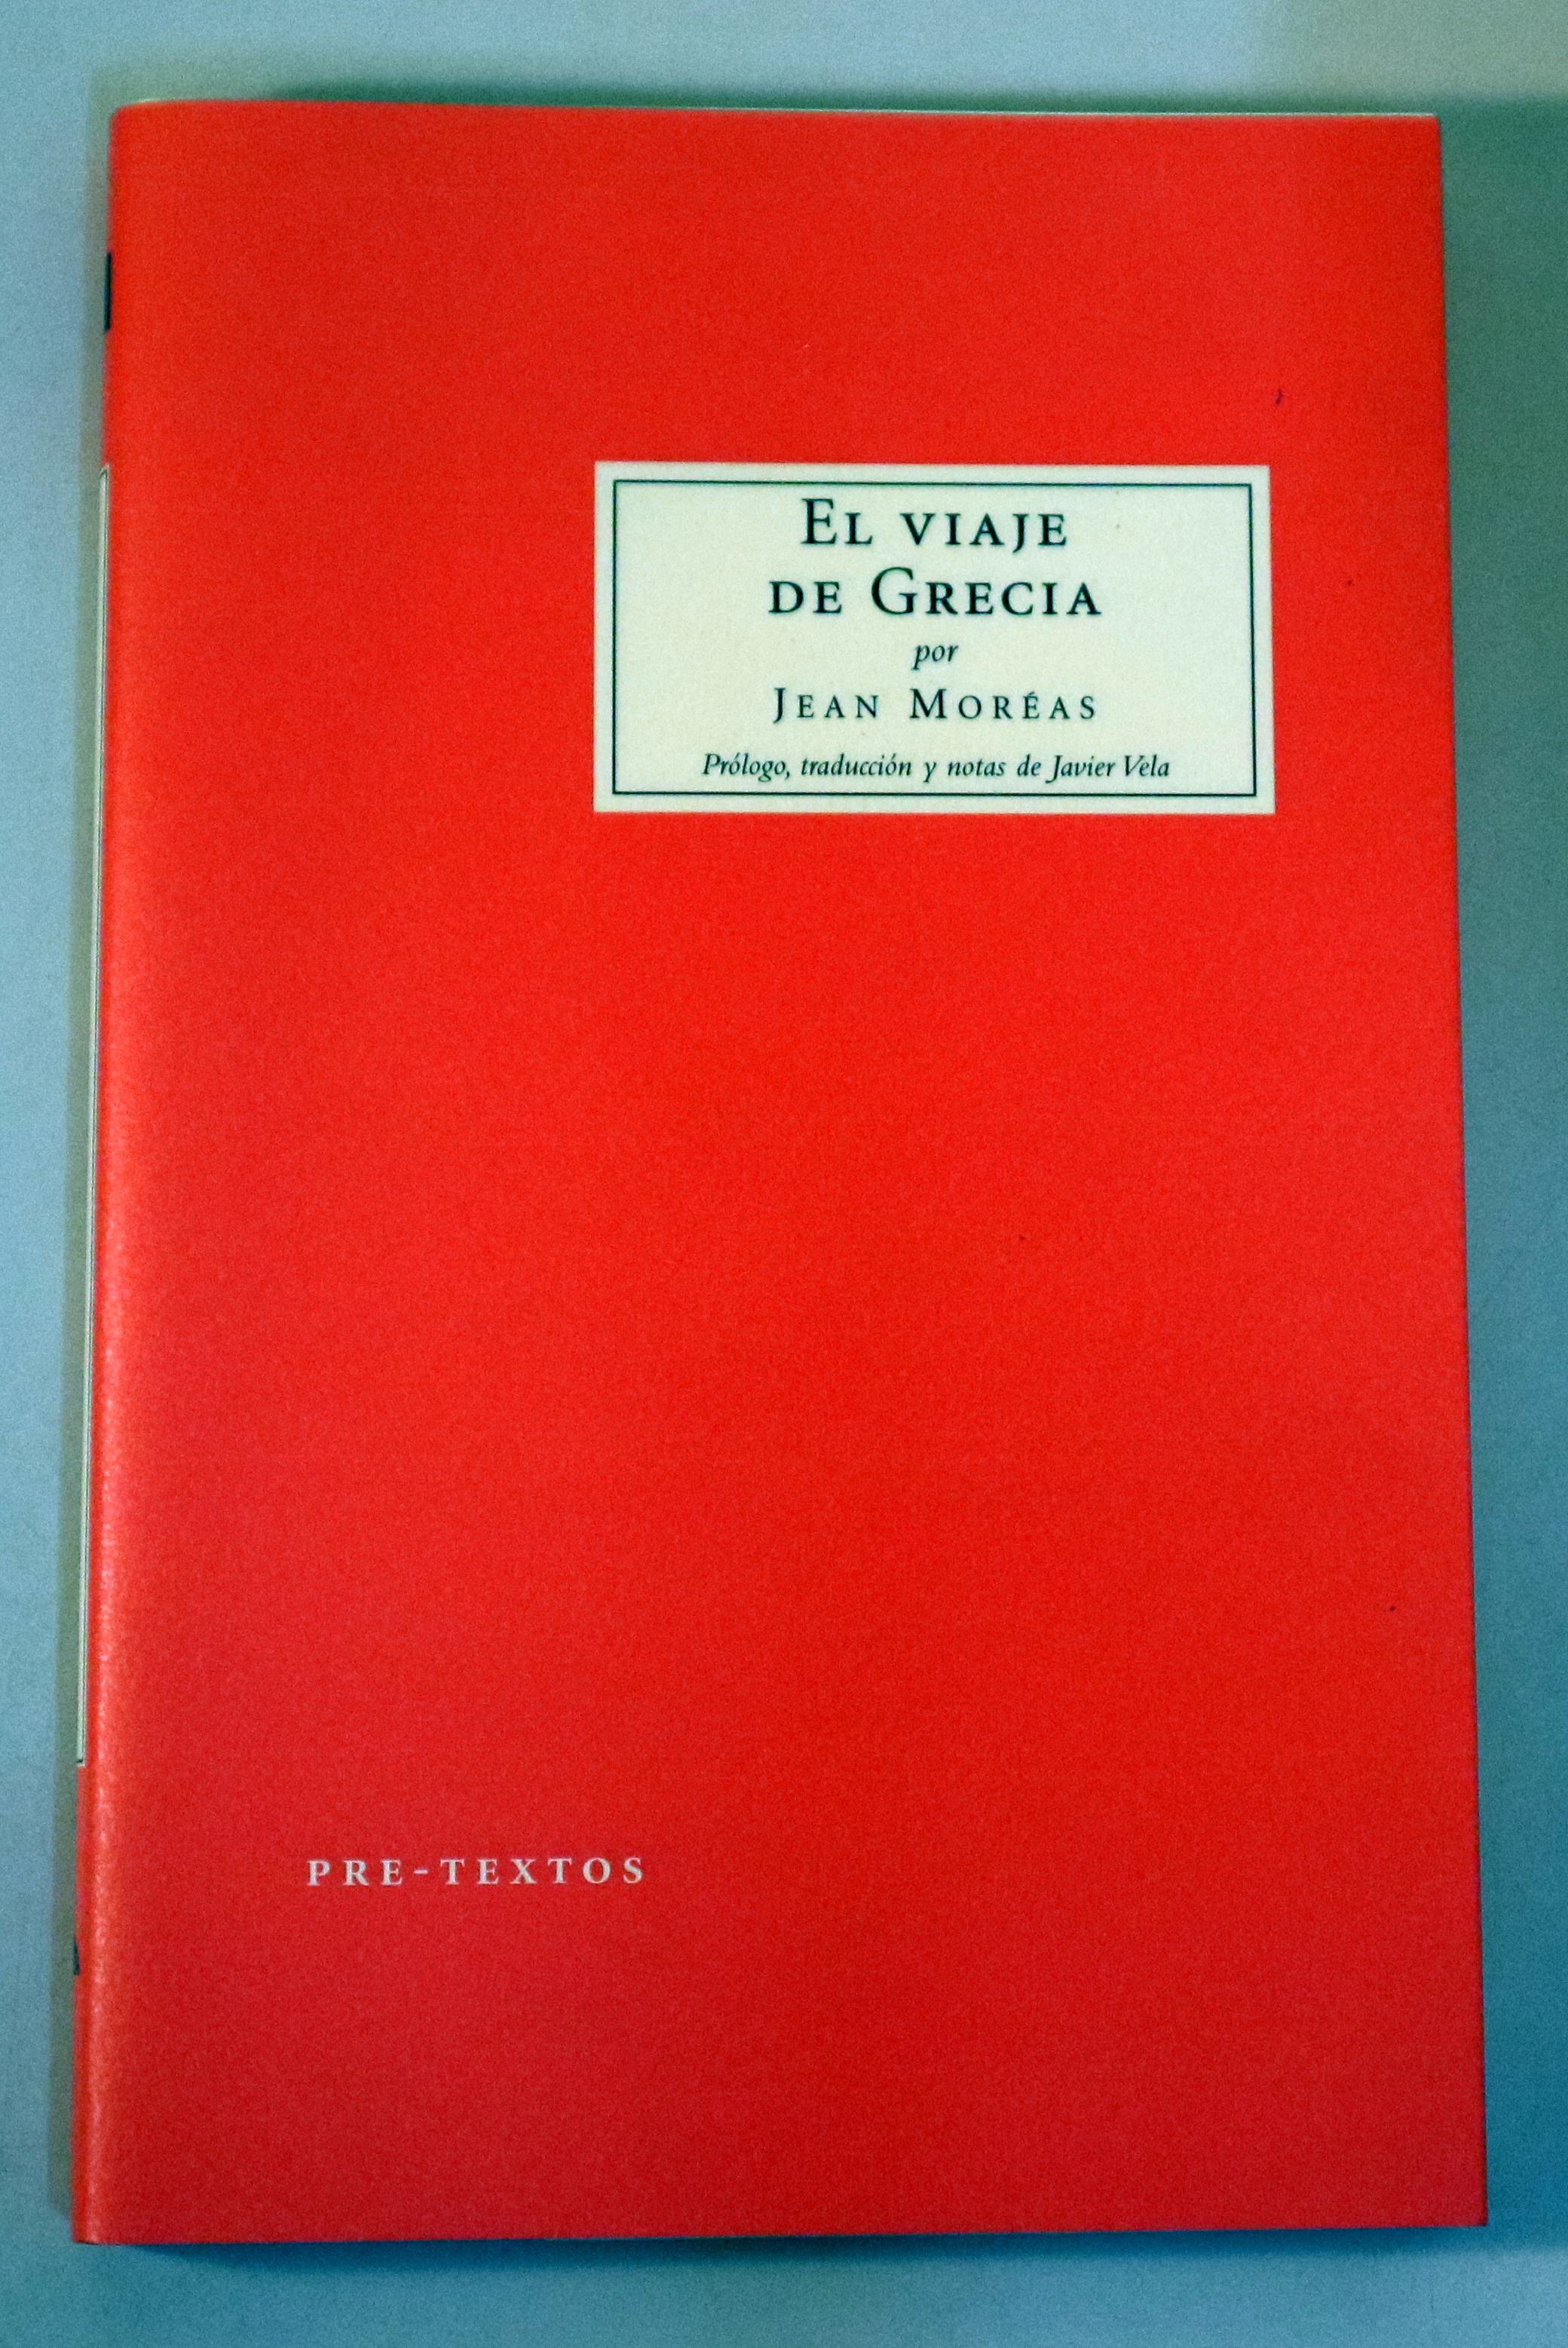 El viaje
de Grecia
por
Jean Moréas
Prólogo, traducción y notas de Javier Vela
PRE-TEXTOS